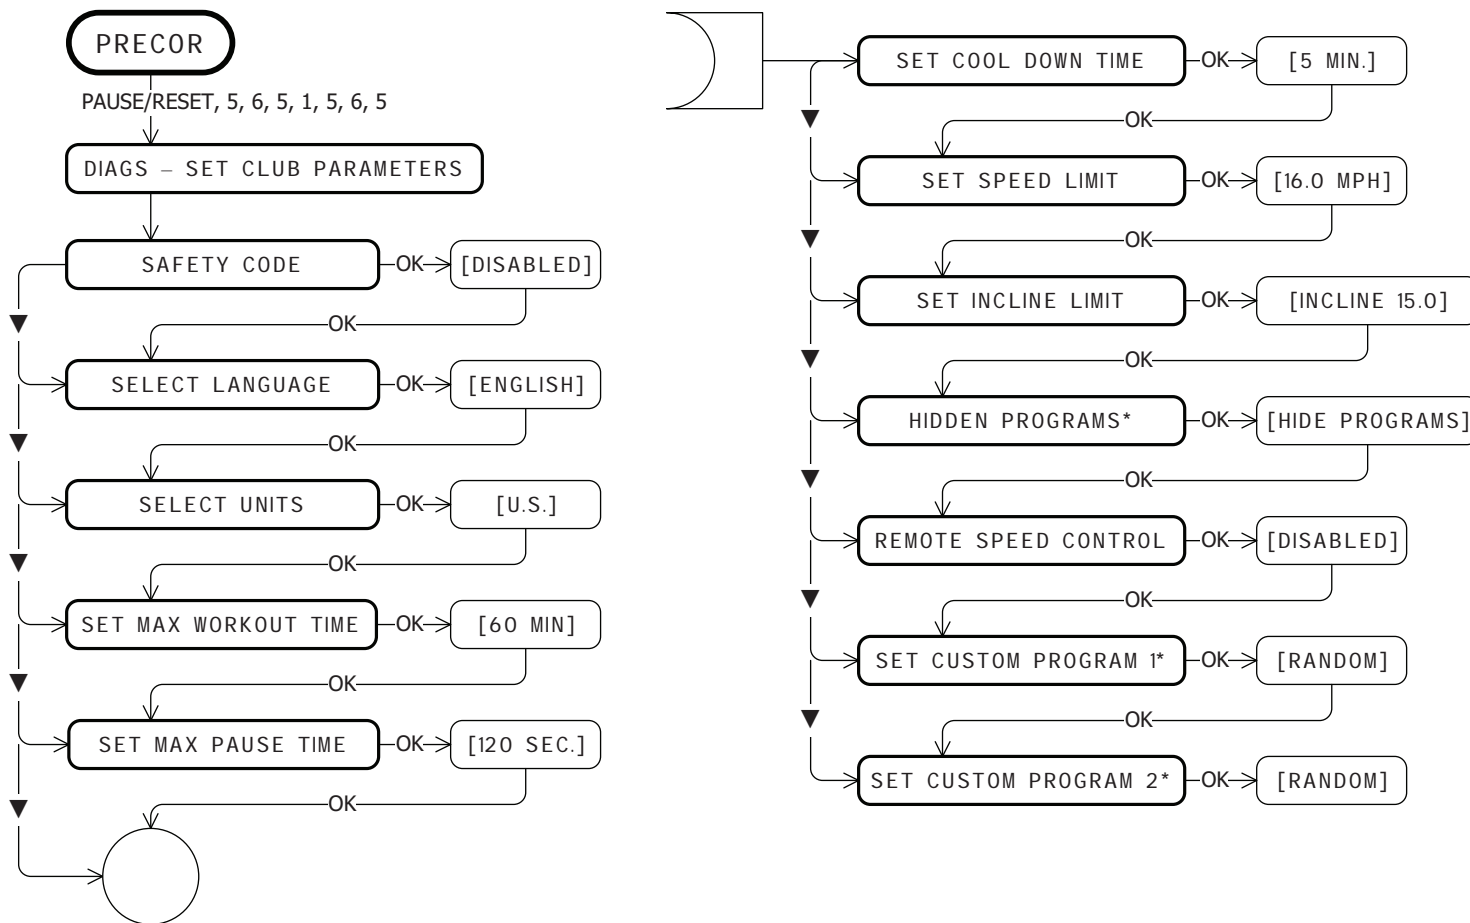 PRECOR
PAUSE/RESET, 5, 6, 5, 1, 5, 6, 5
DIAGS – SET CLUB PARAMETERS
SAFETY CODE
OK
[DISABLED]
OK
SELECT LANGUAGE
OK
[ENGLISH]
OK
SELECT UNITS
OK
[U.S.]
OK
SET MAX WORKOUT TIME
OK
[60 MIN]
OK
SET MAX PAUSE TIME
OK
[120 SEC.]
OK
SET COOL DOWN TIME
OK
[5 MIN.]
OK
SET SPEED LIMIT
OK
[16.0 MPH]
OK
SET INCLINE LIMIT
OK
[INCLINE 15.0]
OK
HIDDEN PROGRAMS*
OK
[HIDE PROGRAMS]
OK
REMOTE SPEED CONTROL
OK
[DISABLED]
OK
SET CUSTOM PROGRAM 1*
OK
[RANDOM]
OK
SET CUSTOM PROGRAM 2*
OK
[RANDOM]